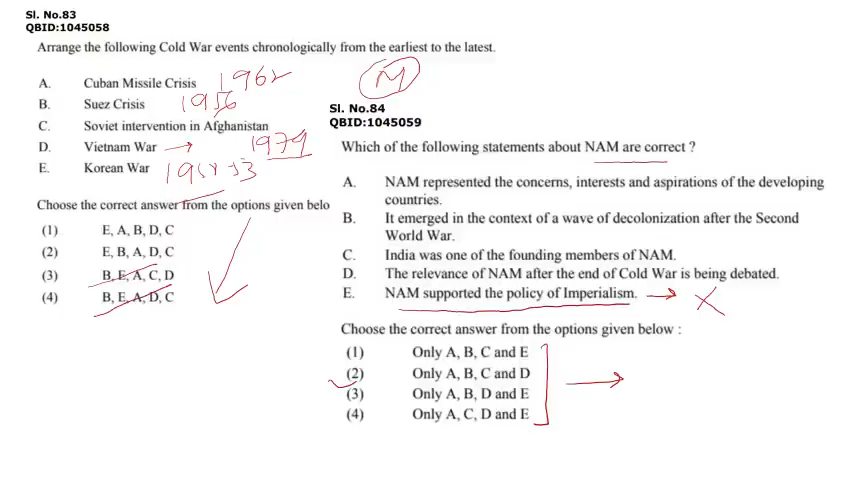 Sl. No.83
QBID:1045058
Arrange the following Cold War events chronologically from the earliest to the latest.
A. Cuban Missile Crisis 1962
B. Suez Crisis 1956
C. Soviet intervention in Afghanistan
D. Vietnam War → 1979
E. Korean War
Choose the correct answer from the options given belo
(1) E, A, B, D, C
(2) E, B, A, D, C
(3) B, E, A, C, D
(4) B, E, A, D, C
M
Sl. No.84
QBID:1045059
Which of the following statements about NAM are correct ?
A. NAM represented the concerns, interests and aspirations of the developing
countries.
B. It emerged in the context of a wave of decolonization after the Second
World War.
C. India was one of the founding members of NAM.
D. The relevance of NAM after the end of Cold War is being debated.
E. NAM supported the policy of Imperialism.
Choose the correct answer from the options given below :
(1) Only A, B, C and E
(2) Only A, B, C and D
(3) Only A, B, D and E
(4) Only A, C, D and E